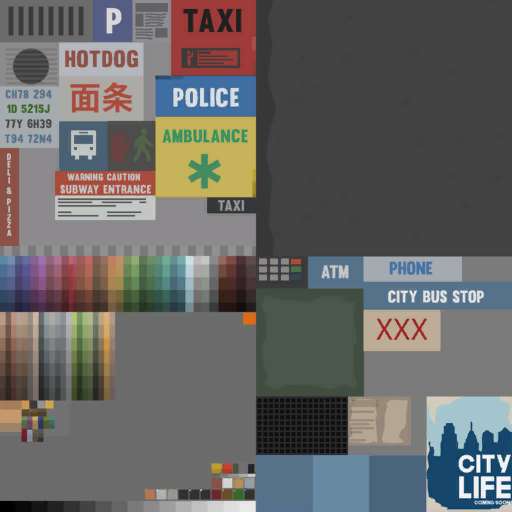 P
TAXI
HOTDOG
CH78 294
1D 5215J
77Y 6H39
T94 72N4
面条
POLICE
AMBULANCE
WARNING CAUTION
SUBWAY ENTRANCE
DELI & PIZZA
TAXI
ATM
PHONE
CITY BUS STOP
XXX
CITY
LIFE
COMING SOON